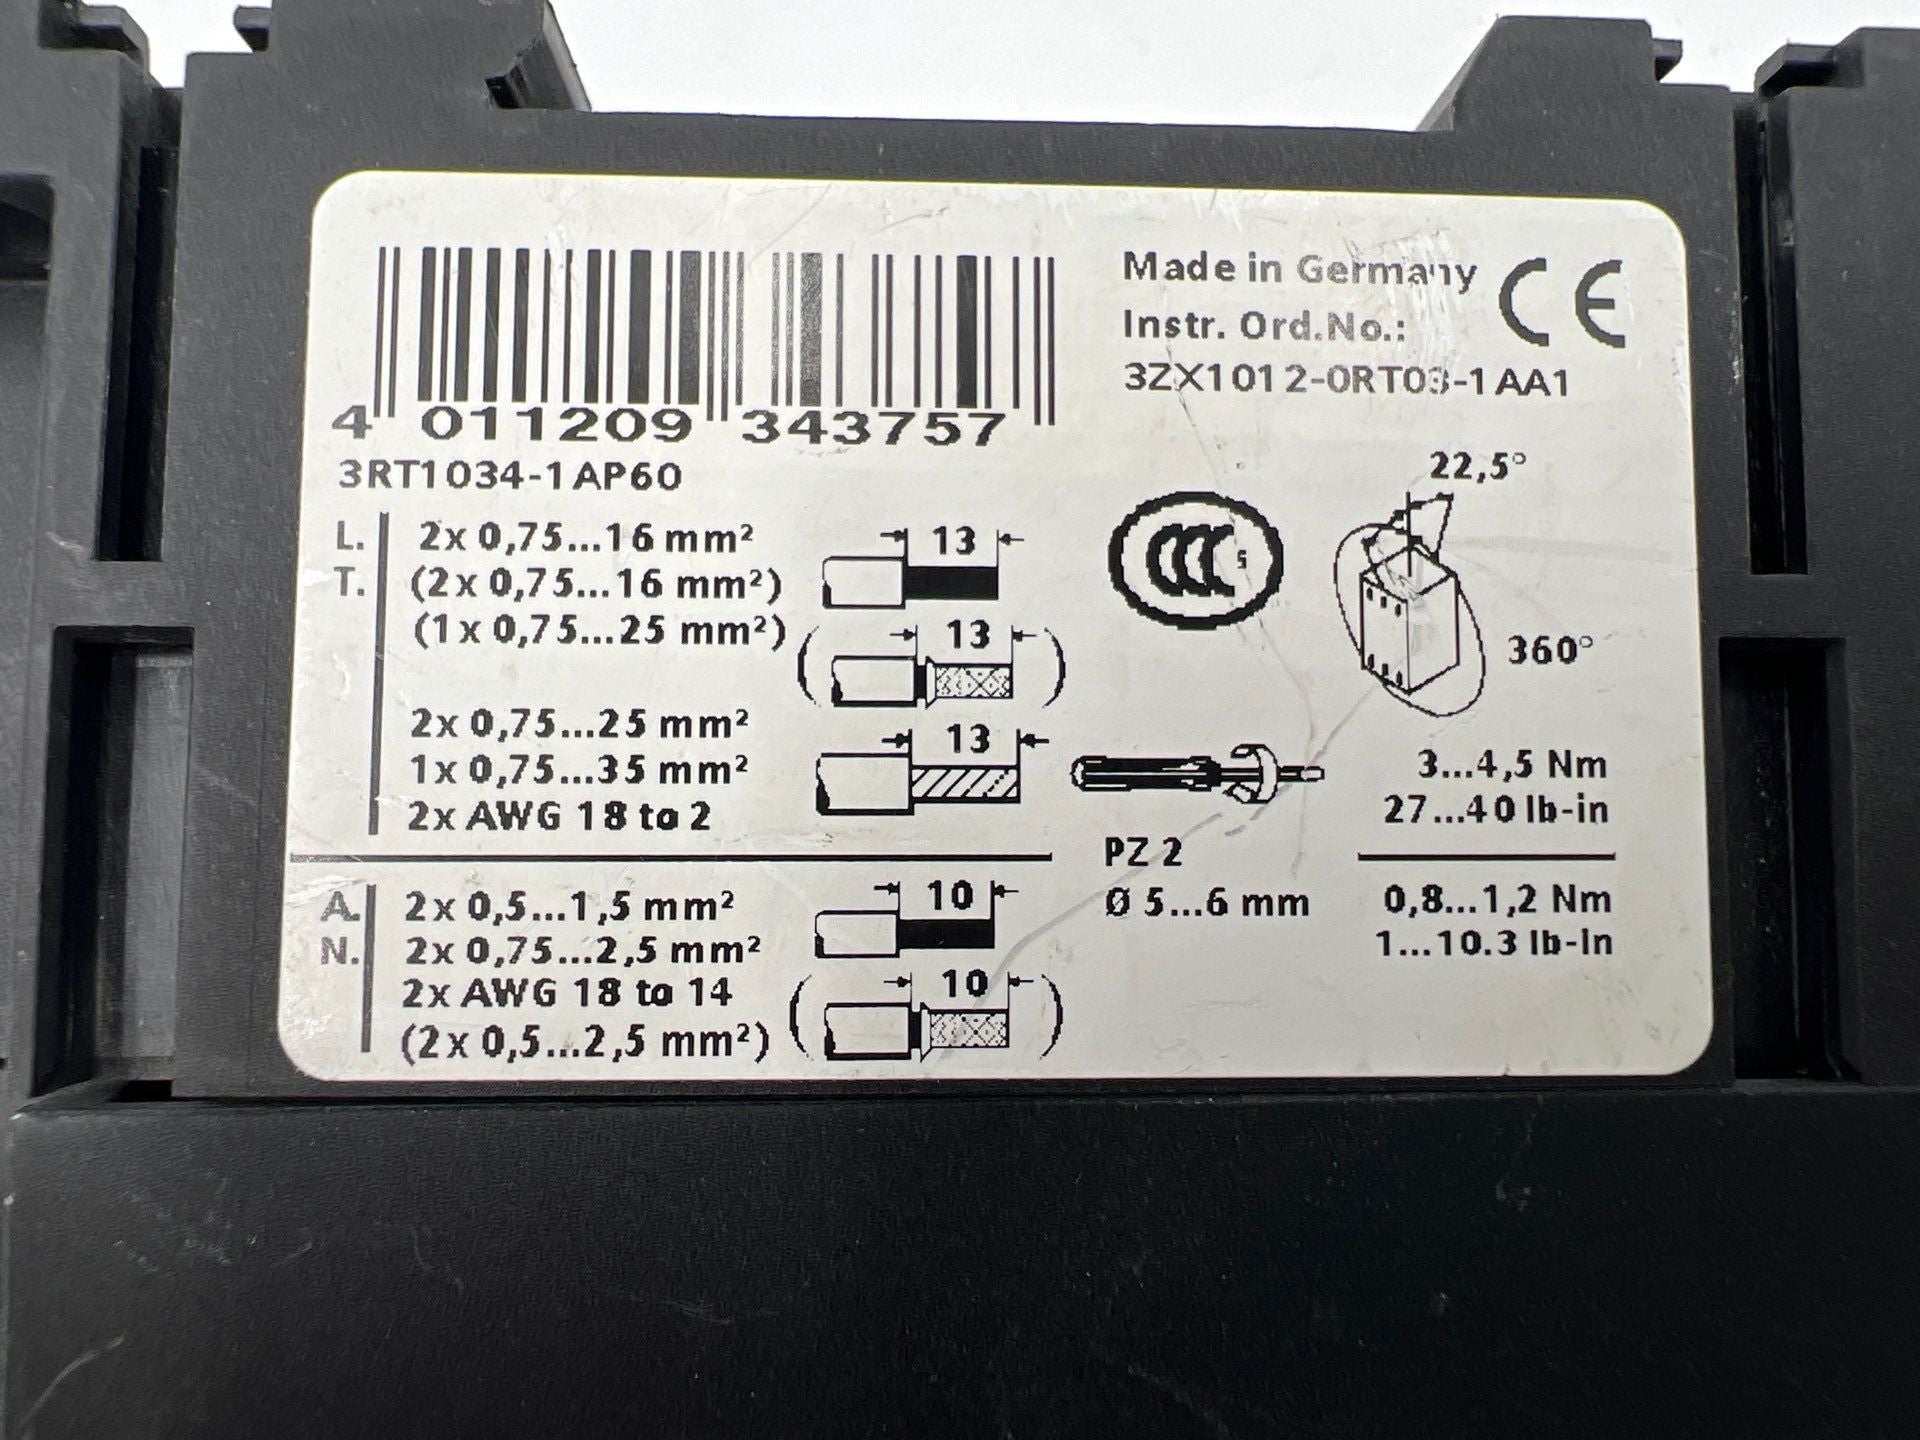 Made in Germany
CE
Instr. Ord.No.:
3ZX1012-0RT03-1AA1
4 011209 343757
3RT1034-1AP60
L.
T.
2x 0,75...16 mm²
(2x 0,75...16 mm²)
(1x 0,75...25 mm²)
2x 0,75...25 mm²
1x 0,75...35 mm²
2x AWG 18 to 2
13
13
13
CCC
S
22,5°
360°
3...4,5 Nm
27...40 lb-in
PZ 2
Ø 5...6 mm
0,8...1,2 Nm
1...10.3 lb-in
A.
N.
2x 0,5...1,5 mm²
2x 0,75...2,5 mm²
2x AWG 18 to 14
(2x 0,5...2,5 mm²)
10
10